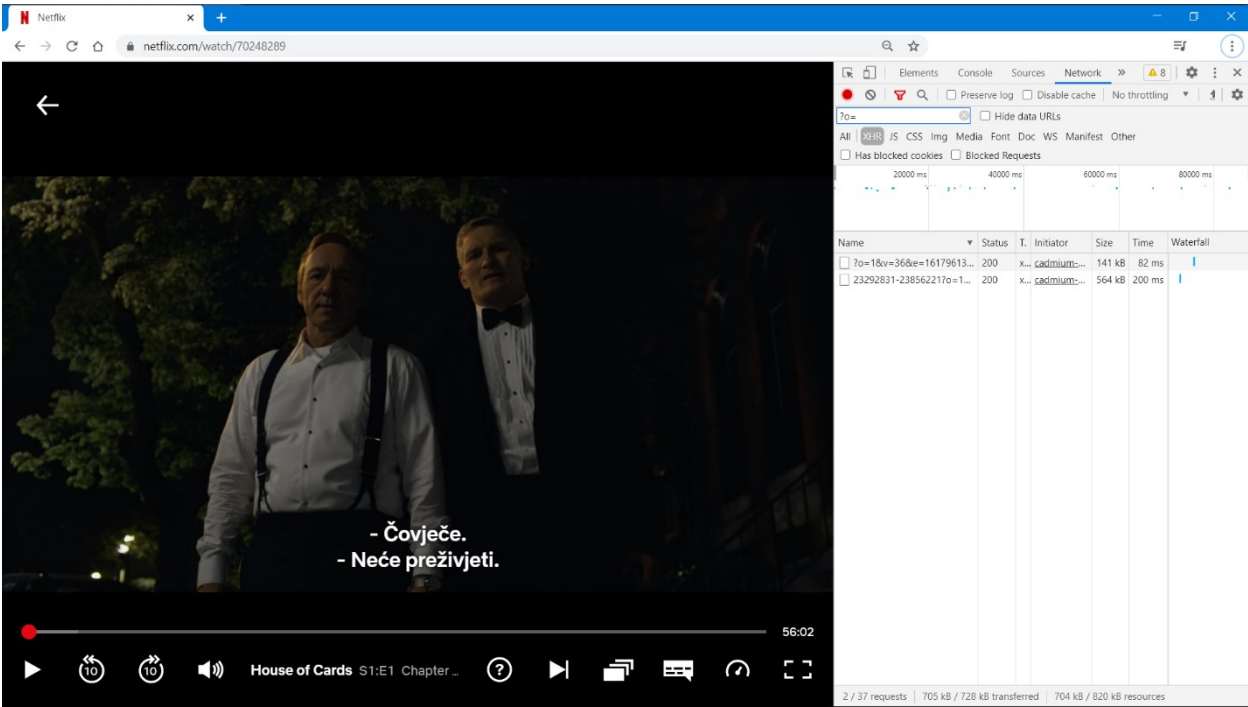 Netflix
netflix.com/watch/70248289
Elements Console Sources Network 8
Preserve log Disable cache No throttling
?o= Hide data URLs
All XHR JS CSS Img Media Font Doc WS Manifest Other
Has blocked cookies Blocked Requests
20000 ms 40000 ms 60000 ms 80000 ms
Name Status T. Initiator Size Time Waterfall
?o=1&v=36&e=16179613... 200 x... cadmium-... 141 kB 82 ms
23292831-23856221?o=1... 200 x... cadmium-... 564 kB 200 ms
- Čovječe.
- Neće preživjeti.
56:02
10 10 House of Cards S1:E1 Chapter ... ?
2 / 37 requests 705 kB / 728 kB transferred 704 kB / 820 kB resources